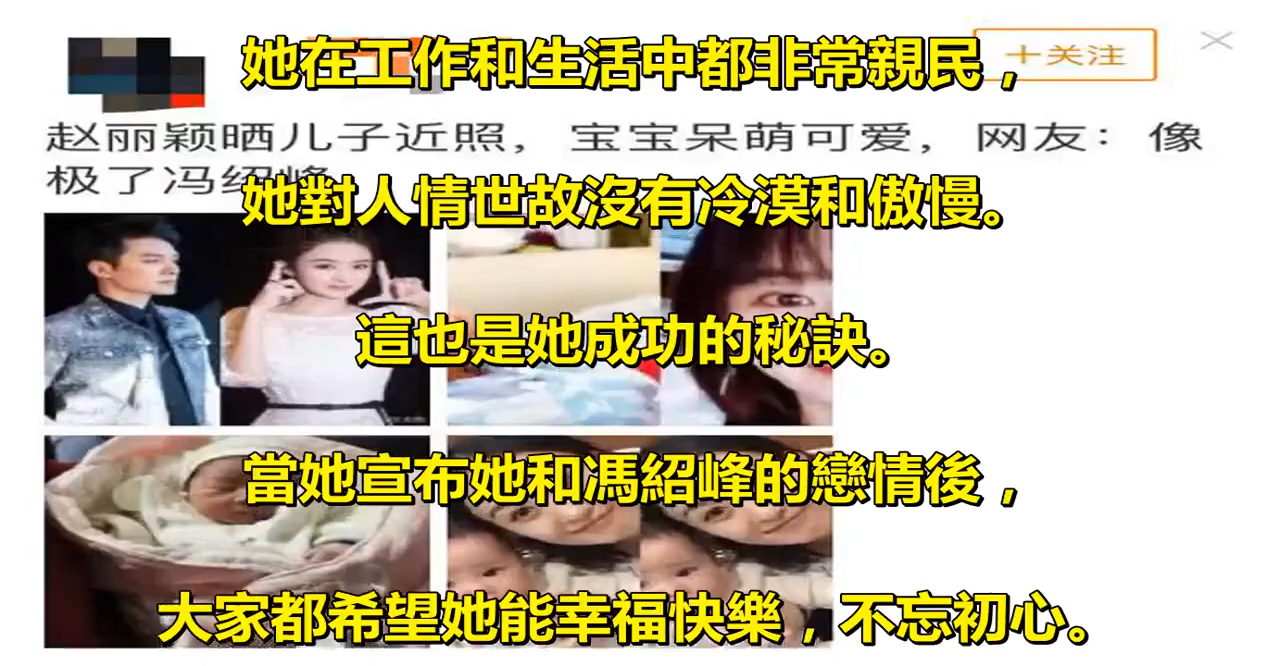 她在工作和生活中都非常親民，
十关注
赵丽颖晒儿子近照，宝宝呆萌可爱，网友：像
极了冯绍峰
她對人情世故沒有冷漠和傲慢。
這也是她成功的秘訣。
當她宣布她和馮紹峰的戀情後，
大家都希望她能幸福快樂，不忘初心。